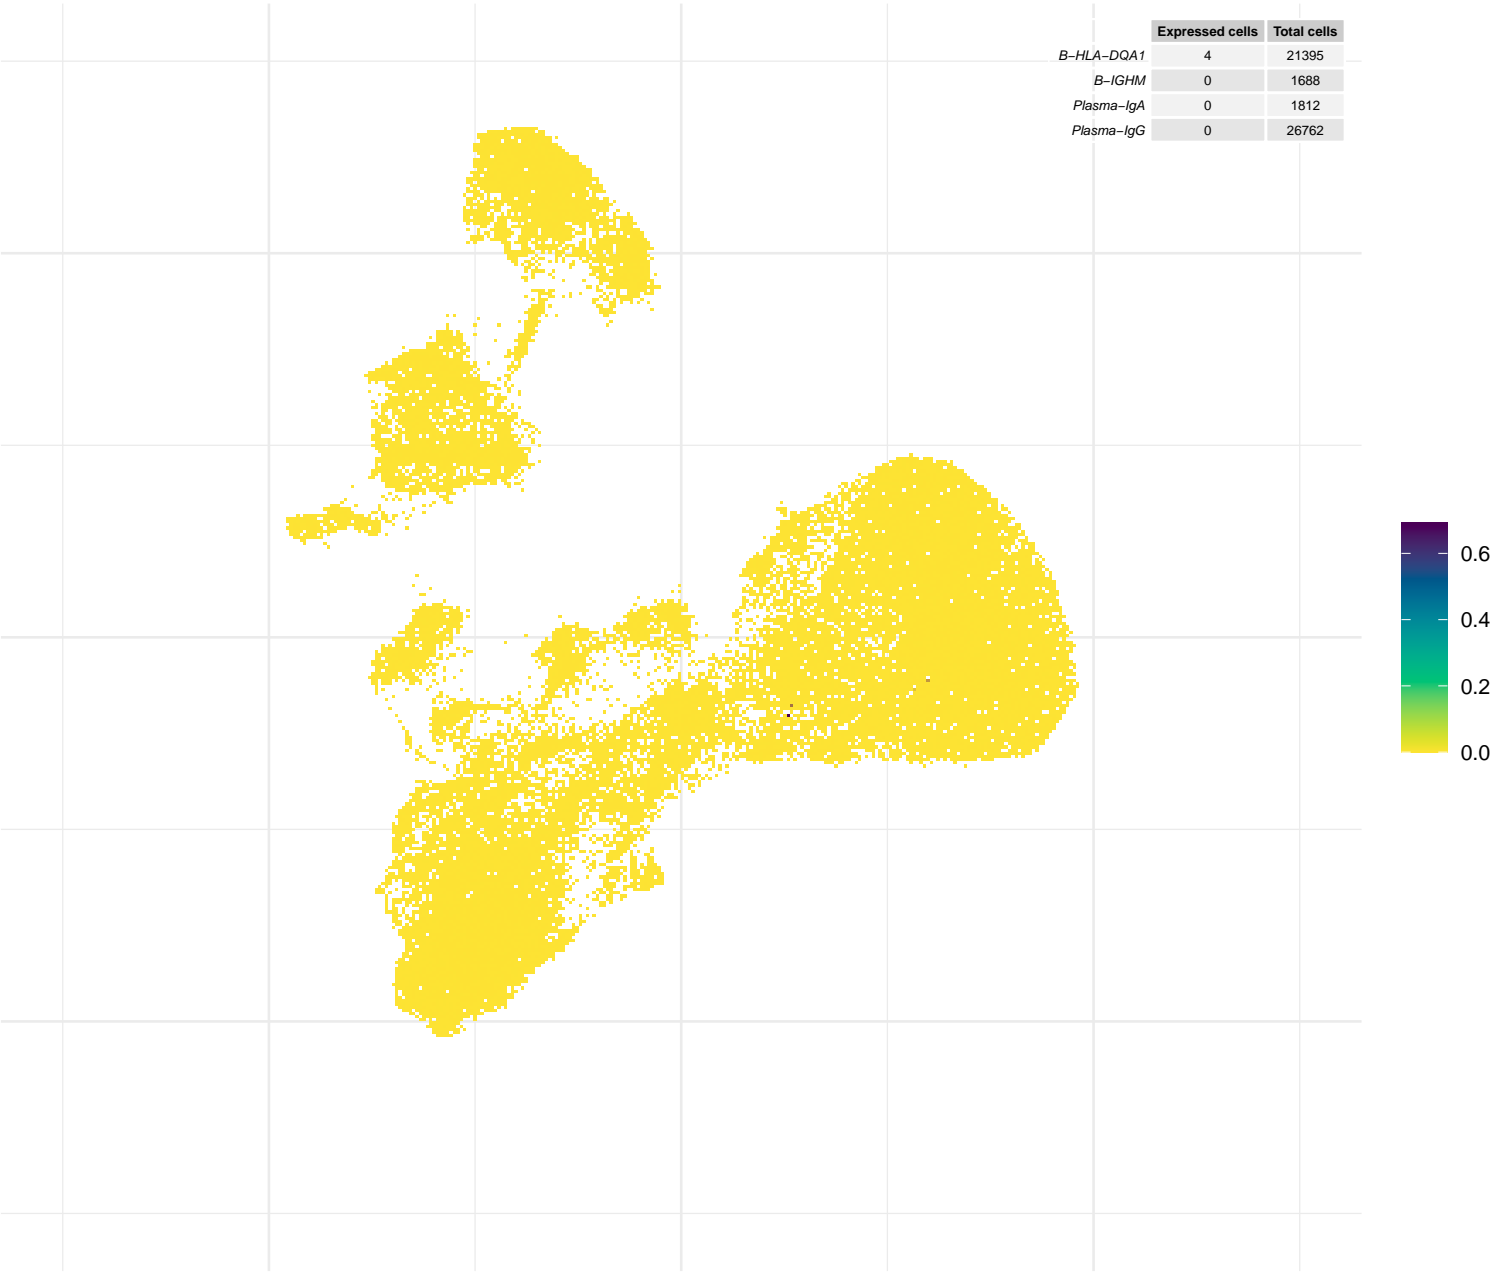 Expressed cells Total cells
B−HLA−DQA1 4 21395
B−IGHM 0 1688
Plasma−IgA 0 1812
Plasma−IgG 0 26762
0.6
0.4
0.2
0.0